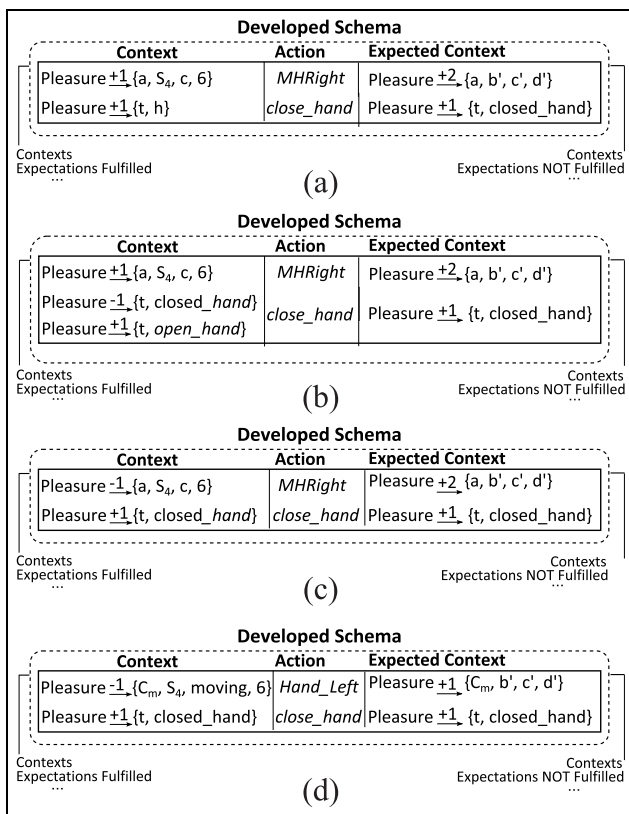 Developed Schema
Context Action Expected Context
Pleasure +1 {a, S4, c, 6} MHRight Pleasure +2 {a, b', c', d'}
Pleasure +1 {t, h} close_hand Pleasure +1 {t, closed_hand}
Contexts Contexts
Expectations Fulfilled Expectations NOT Fulfilled
... ...
(a)
Developed Schema
Context Action Expected Context
Pleasure +1 {a, S4, c, 6} MHRight Pleasure +2 {a, b', c', d'}
Pleasure -1 {t, closed_hand}
close_hand Pleasure +1 {t, closed_hand}
Pleasure +1 {t, open_hand}
Contexts Contexts
Expectations Fulfilled Expectations NOT Fulfilled
... ...
(b)
Developed Schema
Context Action Expected Context
Pleasure -1 {a, S4, c, 6} MHRight Pleasure +2 {a, b', c', d'}
Pleasure +1 {t, closed_hand} close_hand Pleasure +1 {t, closed_hand}
Contexts Contexts
Expectations Fulfilled Expectations NOT Fulfilled
... ...
(c)
Developed Schema
Context Action Expected Context
Pleasure -1 {Cm, S4, moving, 6} Hand_Left Pleasure +1 {Cm, b', c', d'}
Pleasure +1 {t, closed_hand} close_hand Pleasure +1 {t, closed_hand}
Contexts Contexts
Expectations Fulfilled Expectations NOT Fulfilled
... ...
(d)